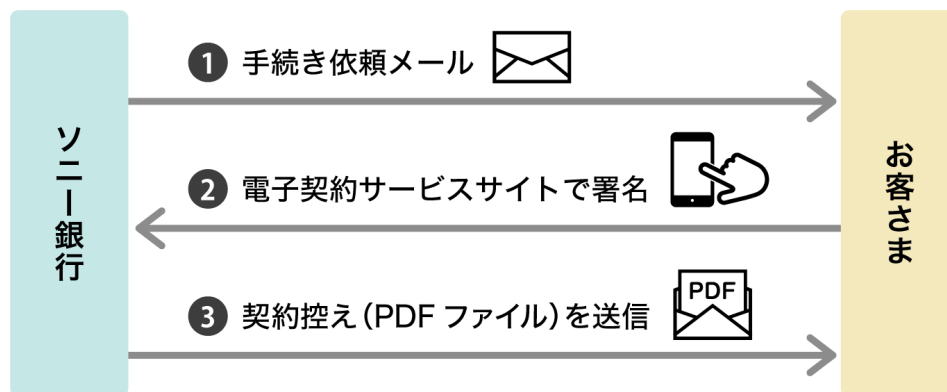 ソニー銀行
❶ 手続き依頼メール
❷ 電子契約サービスサイトで署名
❸ 契約控え(PDF ファイル)を送信
PDF
お客さま